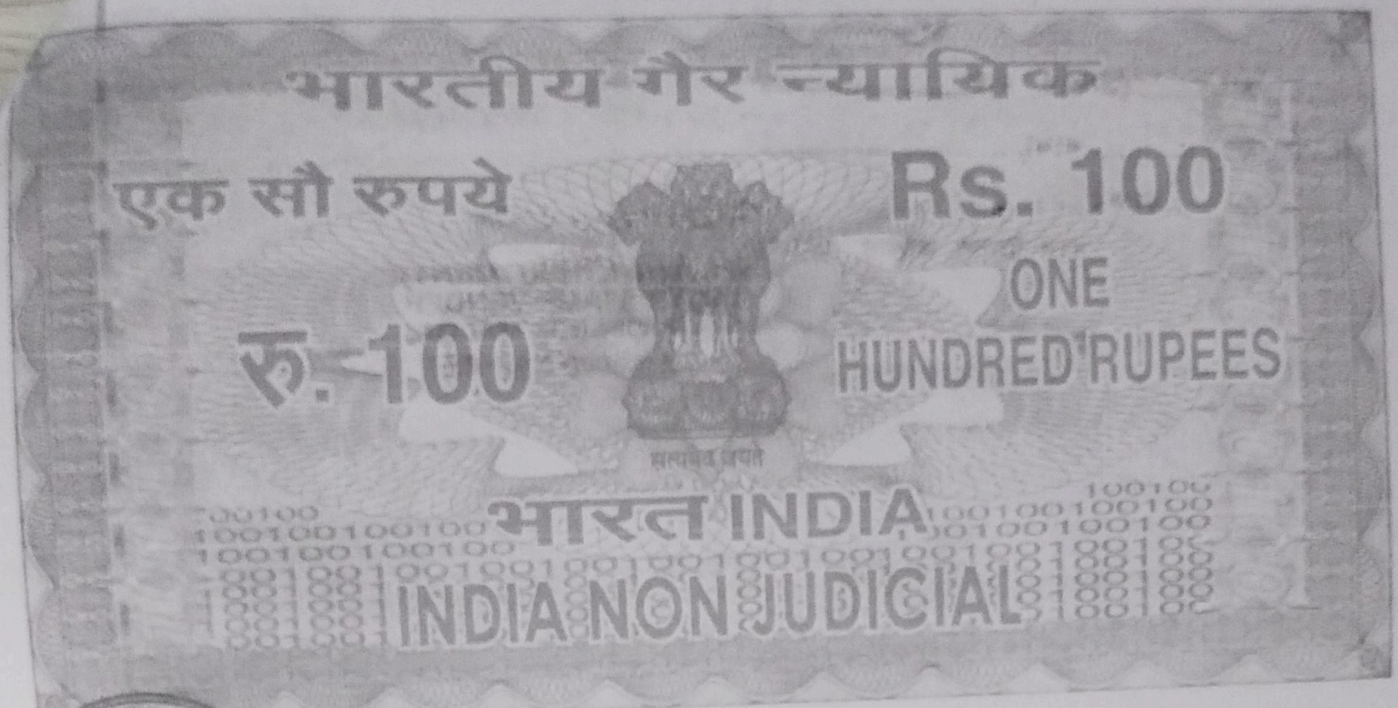 भारतीय गैर न्यायिक
एक सौ रुपये
Rs. 100
रु. 100
ONE
HUNDRED RUPEES
सत्यमेव जयते
भारत INDIA
INDIA NON JUDICIAL